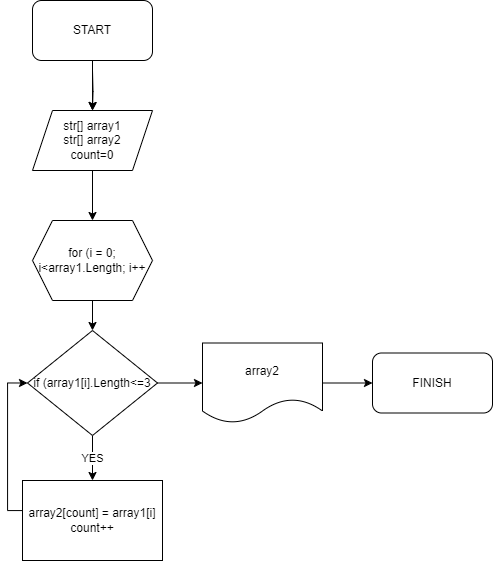 START
str[] array1
str[] array2
count=0
for (i = 0;
i<array1.Length; i++
if (array1[i].Length<=3
array2
FINISH
YES
array2[count] = array1[i]
count++